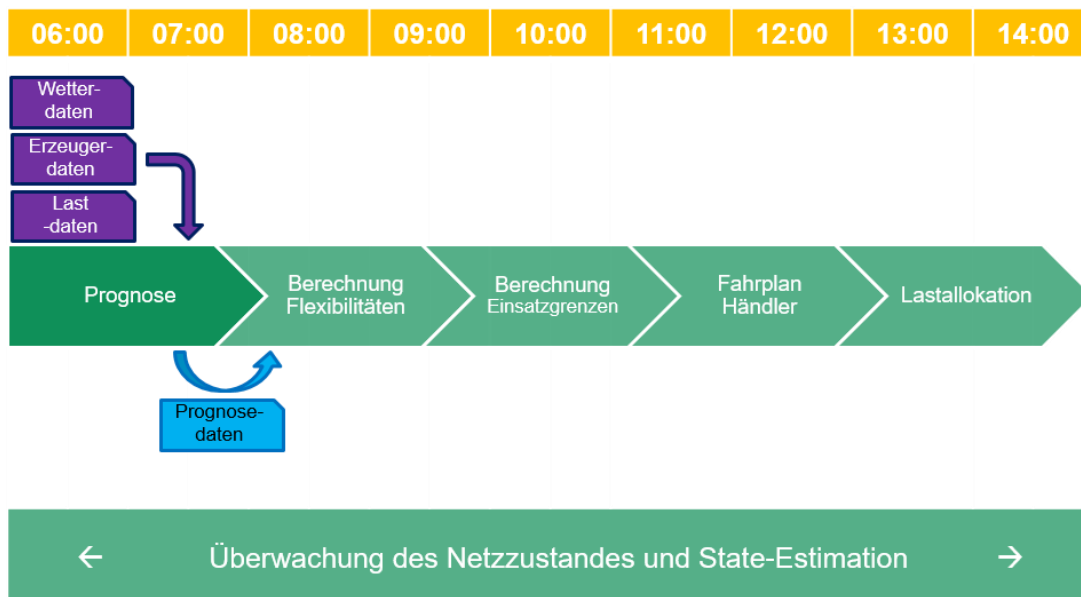 06:00 07:00 08:00 09:00 10:00 11:00 12:00 13:00 14:00
Wetter-
daten
Erzeuger-
daten
Last
-daten
Prognose
Berechnung
Flexibilitäten
Berechnung
Einsatzgrenzen
Fahrplan
Händler
Lastallokation
Prognose-
daten
← Überwachung des Netzzustandes und State-Estimation →